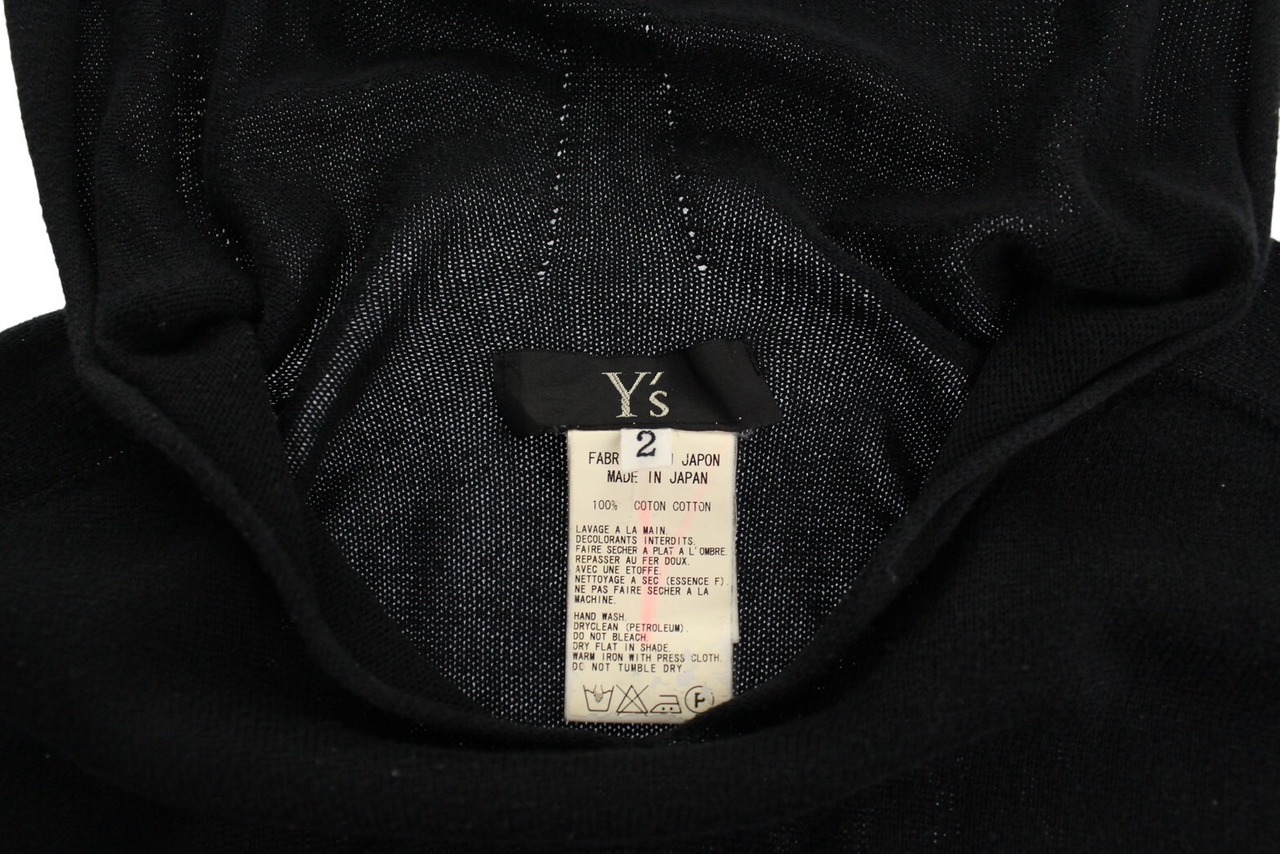 Y's
2
FABR JAPON
MADE IN JAPAN
100% COTON COTTON
LAVAGE A LA MAIN.
DECOLORANTS INTERDITS.
FAIRE SECHER A PLAT A L'OMBRE.
REPASSER AU FER DOUX.
AVEC UNE ETOFFE.
NETTOYAGE A SEC (ESSENCE F).
NE PAS FAIRE SECHER A LA
MACHINE.
HAND WASH.
DRYCLEAN (PETROLEUM).
DO NOT BLEACH.
DRY FLAT IN SHADE.
WARM IRON WITH PRESS CLOTH.
DO NOT TUMBLE DRY.
P